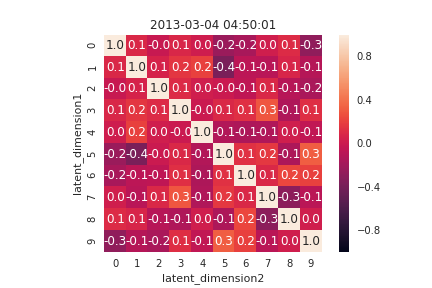 2013-03-04 04:50:01
latent_dimension1
0 1.0 0.1 -0.0 0.1 0.0 -0.2 -0.2 0.0 0.1 -0.3
1 0.1 1.0 0.1 0.2 0.2 -0.4 -0.1 -0.1 0.1 -0.1
2 -0.0 0.1 1.0 0.1 0.0 -0.0 -0.1 0.1 -0.1 -0.2
3 0.1 0.2 0.1 1.0 -0.0 0.1 0.1 0.3 -0.1 0.1
4 0.0 0.2 0.0 -0.0 1.0 -0.1 -0.1 -0.1 0.0 -0.1
5 -0.2 -0.4 -0.0 0.1 -0.1 1.0 0.1 0.2 -0.1 0.3
6 -0.2 -0.1 -0.1 0.1 -0.1 0.1 1.0 0.1 0.2 0.2
7 0.0 -0.1 0.1 0.3 -0.1 0.2 0.1 1.0 -0.3 -0.1
8 0.1 0.1 -0.1 -0.1 0.0 -0.1 0.2 -0.3 1.0 0.0
9 -0.3 -0.1 -0.2 0.1 -0.1 0.3 0.2 -0.1 0.0 1.0
0 1 2 3 4 5 6 7 8 9
latent_dimension2
0.8
0.4
0.0
−0.4
−0.8